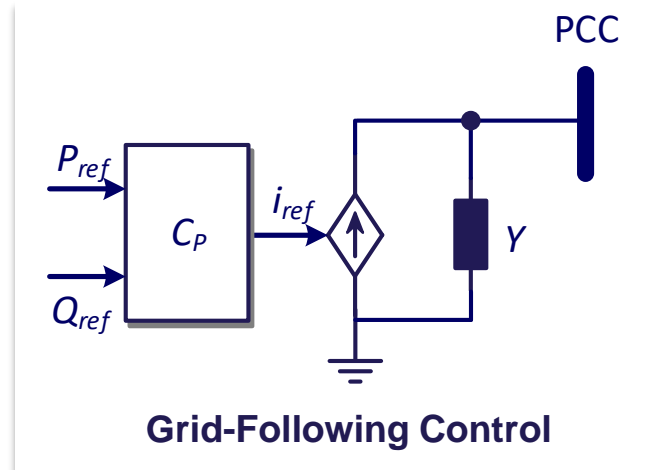 PCC
P_ref
i_ref
C_P
Y
Q_ref
Grid-Following Control